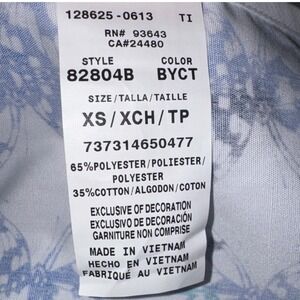 128625-0613 TI
RN# 93643
CA#24480
STYLE COLOR
82804B BYCT
SIZE/TALLA/TAILLE
XS/XCH/TP
737314650477
65%POLYESTER/POLIESTER/
POLYESTER
35%COTTON/ALGODON/COTON
EXCLUSIVE OF DECORATION
EXCLUSIVO DE DECORACIÓN
GARNITURE NON COMPRISE
MADE IN VIETNAM
HECHO EN VIETNAM
FABRIQUÉ AU VIETNAM